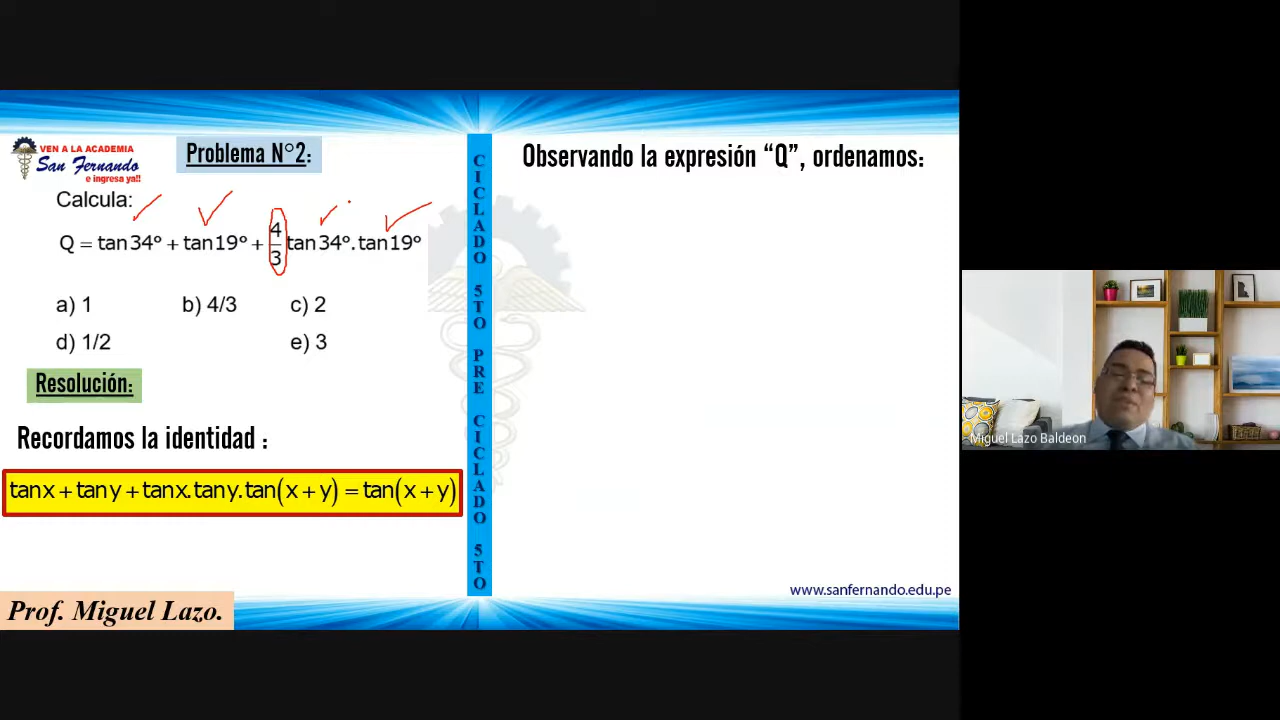 VEN A LA ACADEMIA
San Fernando
e ingresa ya!!
Problema N°2:
Calcula:
Q = tan34° + tan19° + 4/3 tan34°.tan19°
a) 1 b) 4/3 c) 2
d) 1/2 e) 3
Resolución:
Recordamos la identidad :
tanx + tany + tanx.tany.tan(x + y) = tan(x + y)
Prof. Miguel Lazo.
CICLADO 5TO PRE CICLADO 5TO
Observando la expresión “Q”, ordenamos:
www.sanfernando.edu.pe
Miguel Lazo Baldeon